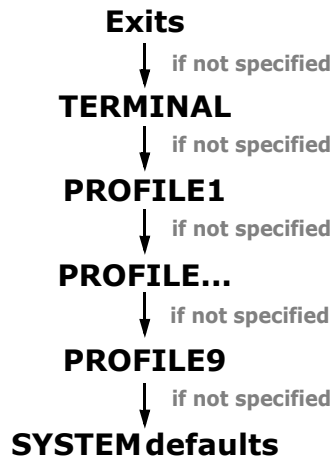 Exits
if not specified
TERMINAL
if not specified
PROFILE1
if not specified
PROFILE...
if not specified
PROFILE9
if not specified
SYSTEM defaults